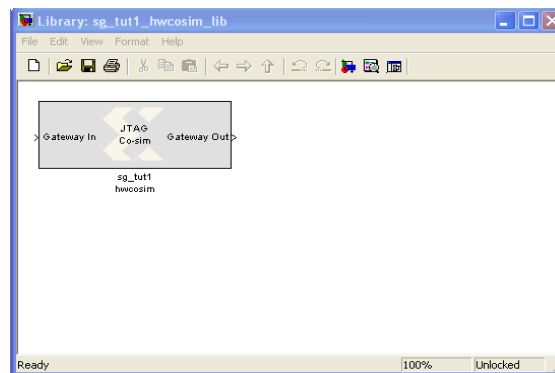 Library: sg_tut1_hwcosim_lib
File Edit View Format Help
JTAG
Gateway In Co-sim Gateway Out
sg_tut1
hwcosim
Ready 100% Unlocked